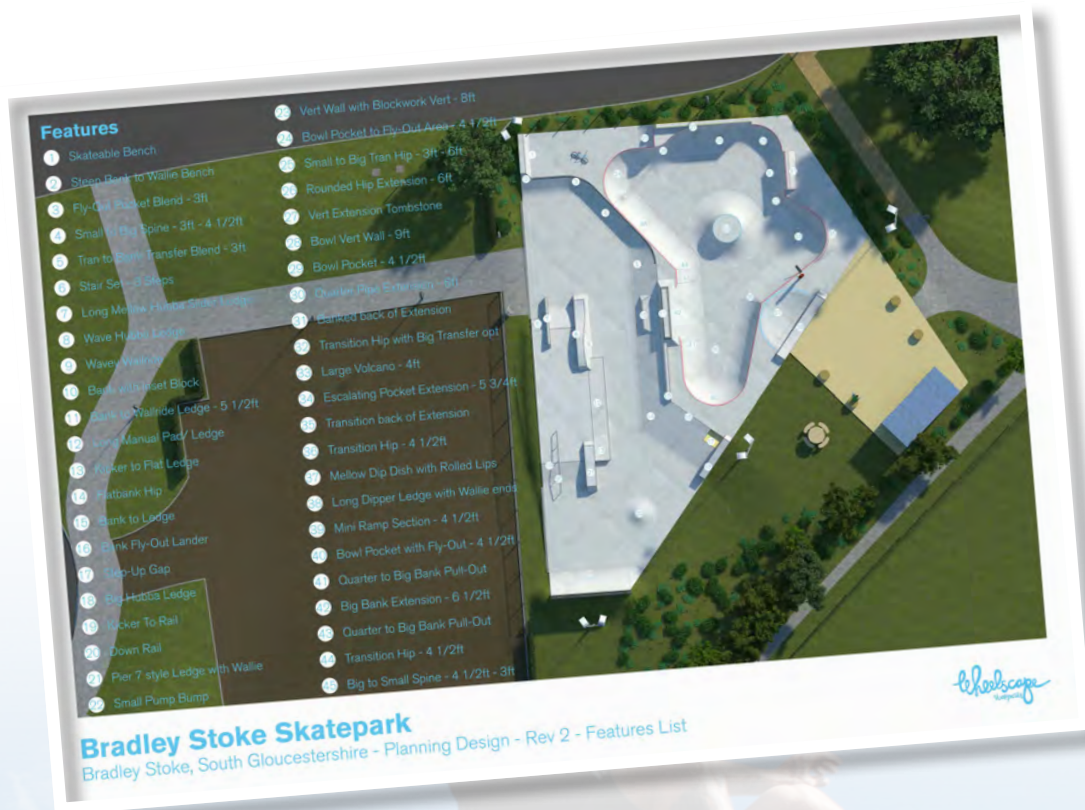 Features
1 Skateable Bench
2 Steep Bank to Wallie Bench
3 Fly-Out Pocket Blend - 3ft
4 Small to Big Spine - 3ft - 4 1/2ft
5 Tran to Bank Transfer Blend - 3ft
6 Stair Set - Steps
7 Long Mellow Hubba Ledge
8 Wave Hubba Ledge
9 Wavey
10 Bank with Inset Block
11 Bank to Wallride Ledge - 5 1/2ft
12 Long Manual Pad/ Ledge
13 Kicker to Flat Ledge
14 Flatbank Hip
15 Bank to Ledge
16 Bank Fly-Out Lander
17 Step-Up Gap
18 Big Hubba Ledge
19 Kicker To Rail
20 Down Rail
21 Pier 7 style Ledge with Wallie
22 Small Pump Bump
23 Vert Wall with Blockwork Vert - 8ft
24 Bowl Pocket to Fly-Out Area - 4 1/2ft
25 Small to Big Tran Hip - 3ft - 6ft
26 Rounded Hip Extension - 6ft
27 Vert Extension Tombstone
28 Bowl Vert Wall - 9ft
29 Bowl Pocket - 4 1/2ft
30 Quarter Pipe Extension - 6ft
31 Banked back of Extension
32 Transition Hip with Big Transfer opt
33 Large Volcano - 4ft
34 Escalating Pocket Extension - 5 3/4ft
35 Transition back of Extension
36 Transition Hip - 4 1/2ft
37 Mellow Dip Dish with Rolled Lips
38 Long Dipper Ledge with Wallie ends
39 Mini Ramp Section - 4 1/2ft
40 Bowl Pocket with Fly-Out - 4 1/2ft
41 Quarter to Big Bank Pull-Out
42 Big Bank Extension - 6 1/2ft
43 Quarter to Big Bank Pull-Out
44 Transition Hip - 4 1/2ft
45 Big to Small Spine - 4 1/2ft - 3ft
Bradley Stoke Skatepark
Bradley Stoke, South Gloucestershire - Planning Design - Rev 2 - Features List
Wheelscape